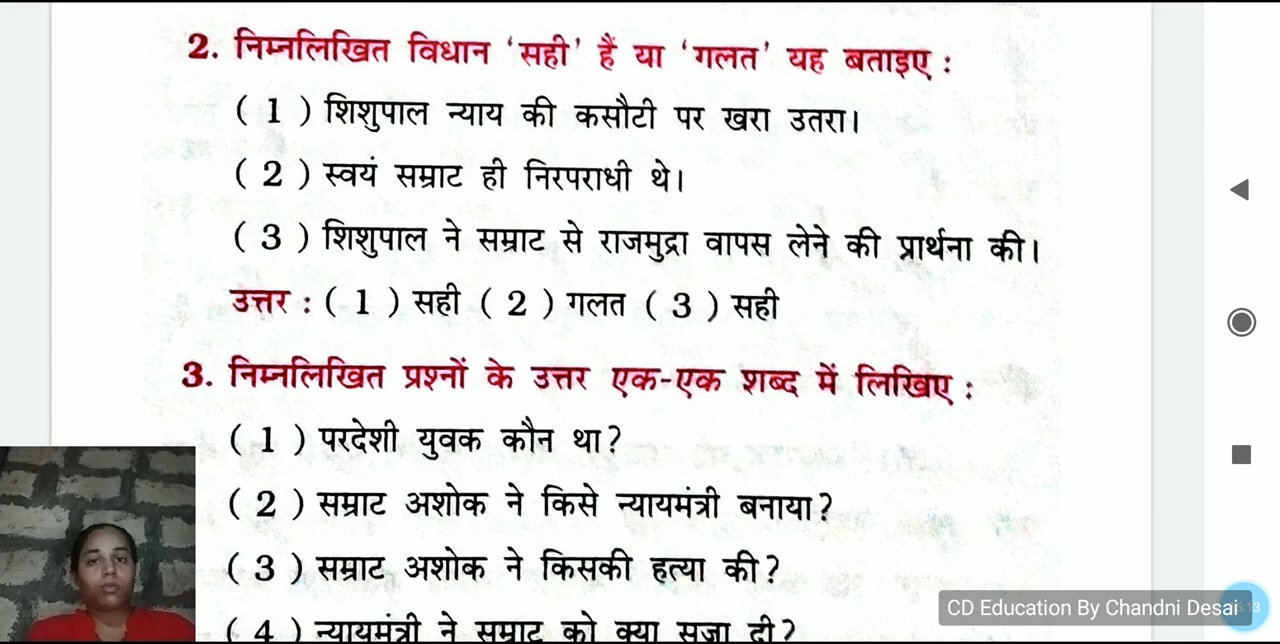 2. निम्नलिखित विधान ‘सही’ हैं या ‘गलत’ यह बताइए :
( 1 ) शिशुपाल न्याय की कसौटी पर खरा उतरा।
( 2 ) स्वयं सम्राट ही निरपराधी थे।
( 3 ) शिशुपाल ने सम्राट से राजमुद्रा वापस लेने की प्रार्थना की।
उत्तर : ( 1 ) सही ( 2 ) गलत ( 3 ) सही
3. निम्नलिखित प्रश्नों के उत्तर एक-एक शब्द में लिखिए :
( 1 ) परदेशी युवक कौन था?
( 2 ) सम्राट अशोक ने किसे न्यायमंत्री बनाया?
( 3 ) सम्राट अशोक ने किसकी हत्या की?
( 4 ) न्यायमंत्री ने सम्राट को क्या सजा दी?
CD Education By Chandni Desai